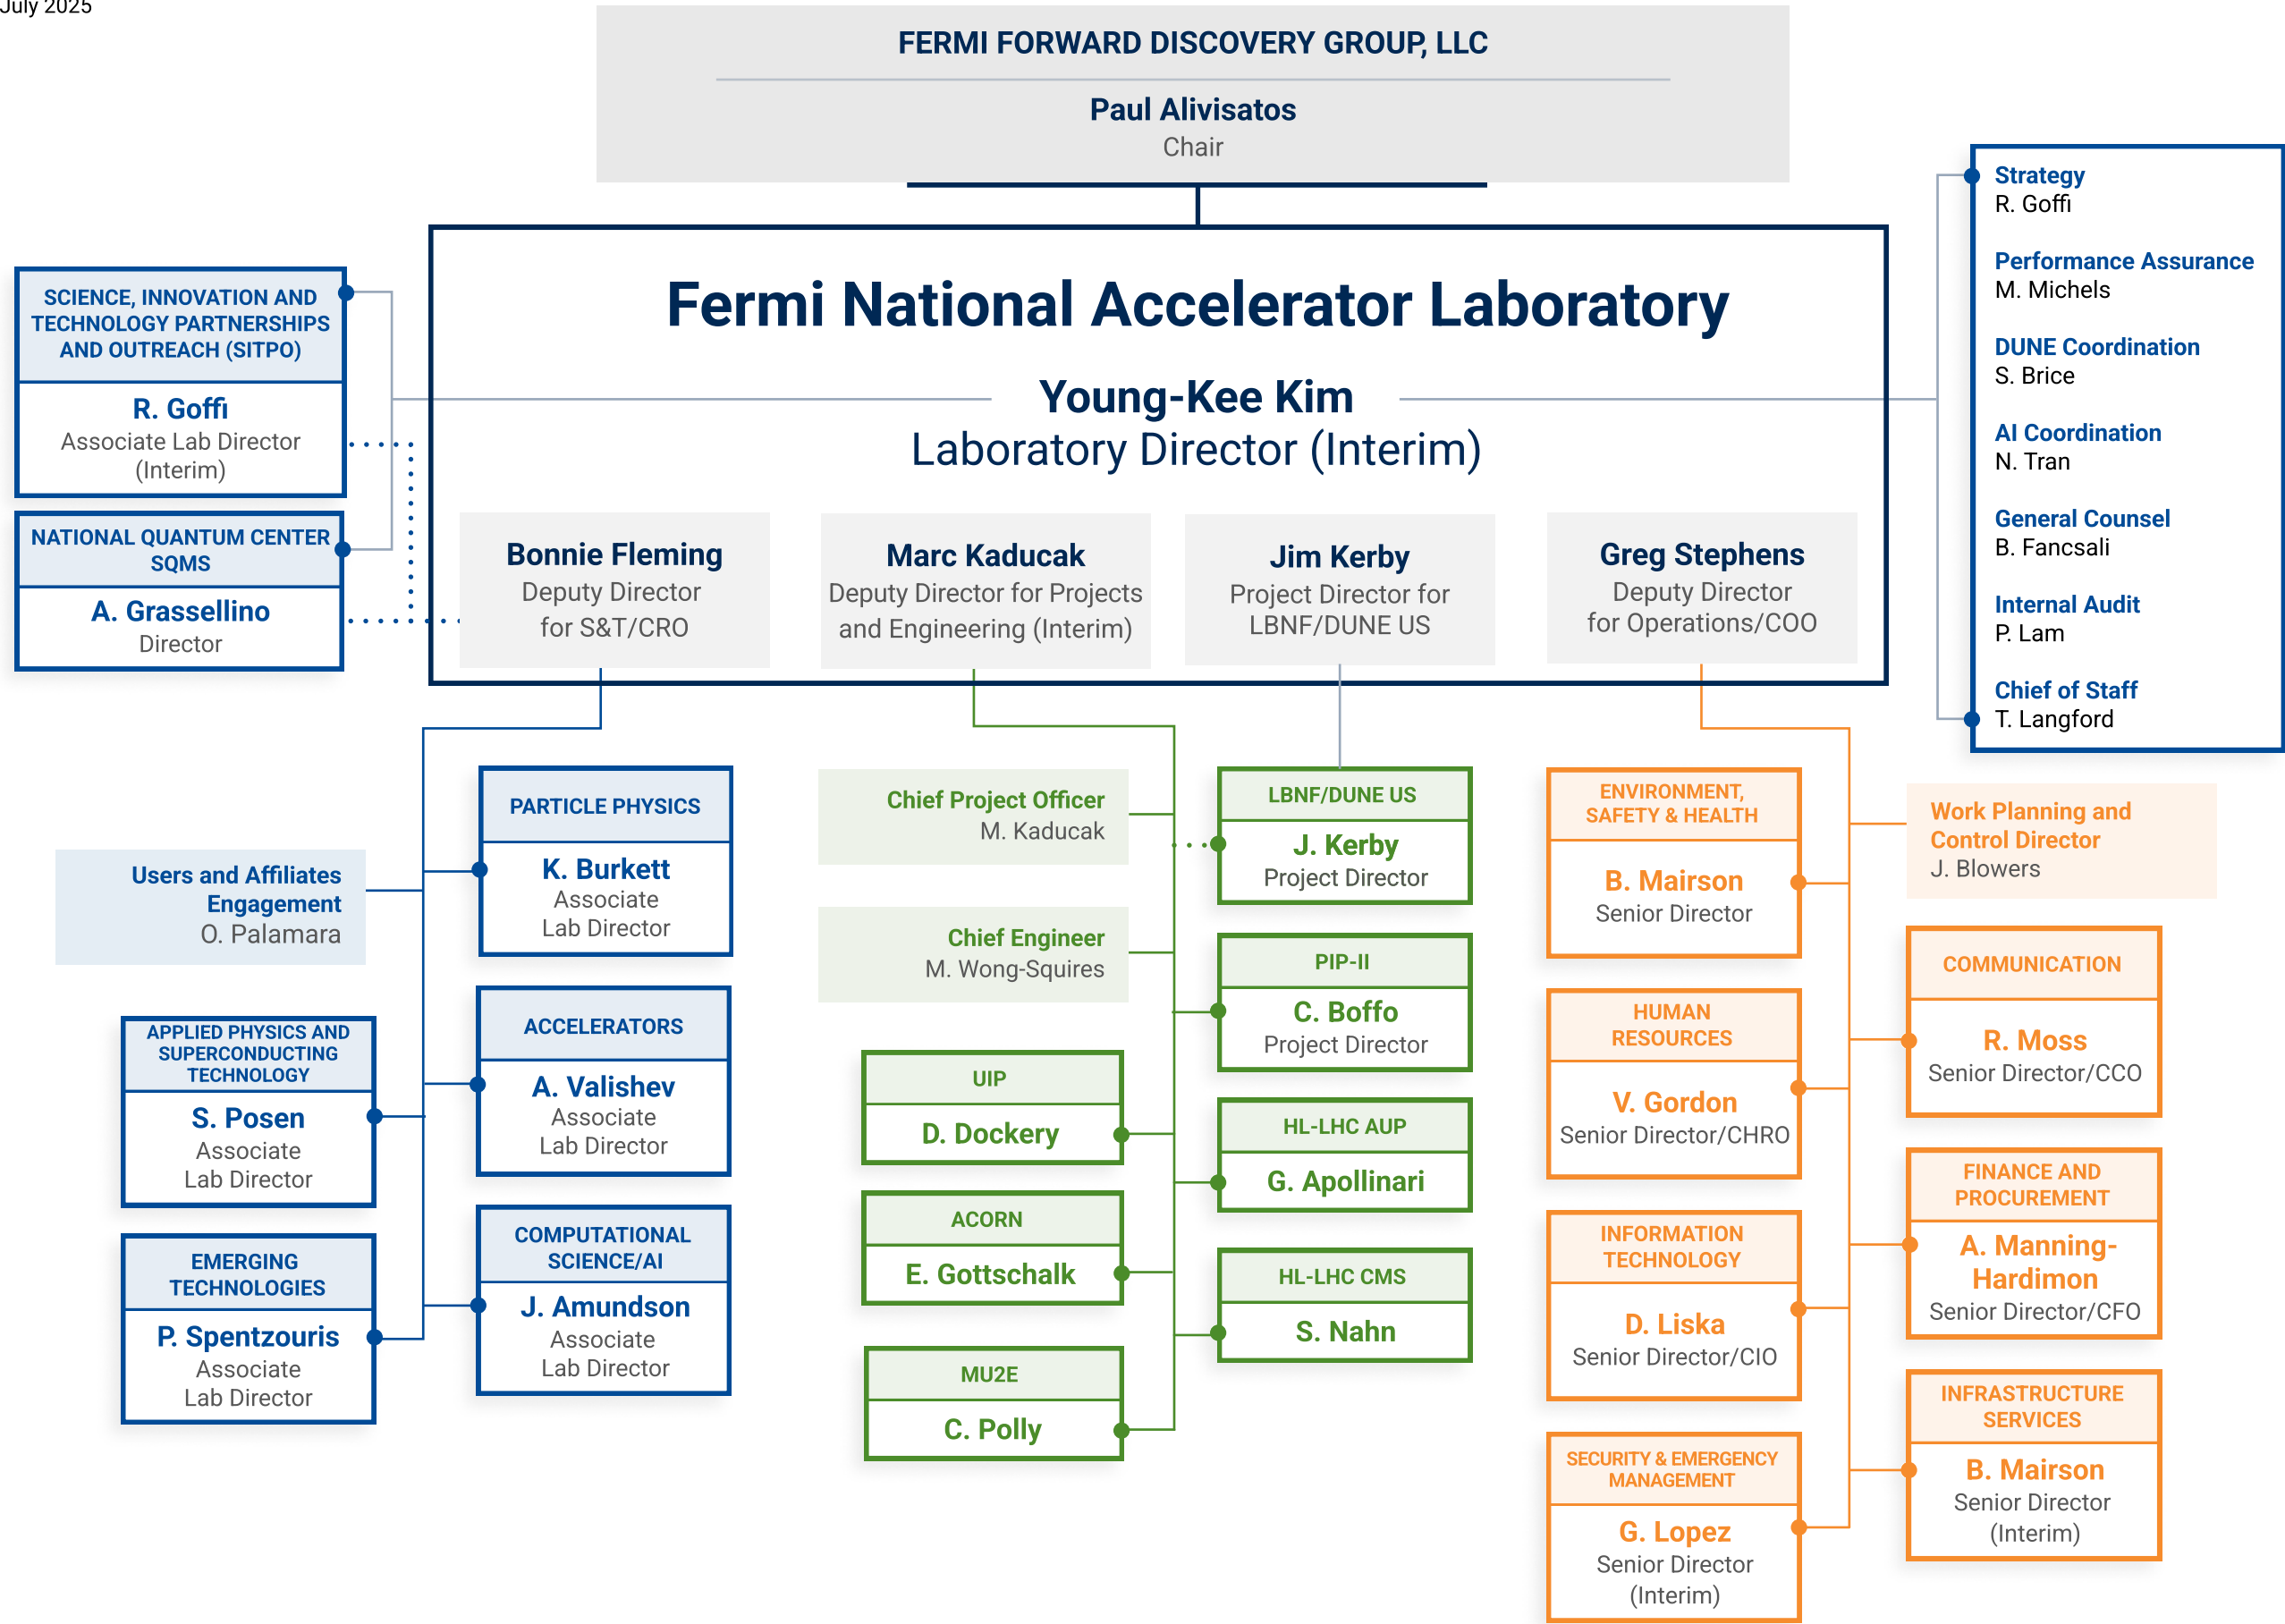 July 2025
FERMI FORWARD DISCOVERY GROUP, LLC
Paul Alivisatos
Chair
Fermi National Accelerator Laboratory
Young-Kee Kim
Laboratory Director (Interim)
SCIENCE, INNOVATION AND
TECHNOLOGY PARTNERSHIPS
AND OUTREACH (SITPO)
R. Goffi
Associate Lab Director
(Interim)
NATIONAL QUANTUM CENTER
SQMS
A. Grassellino
Director
Bonnie Fleming
Deputy Director
for S&T/CRO
Marc Kaducak
Deputy Director for Projects
and Engineering (Interim)
Jim Kerby
Project Director for
LBNF/DUNE US
Greg Stephens
Deputy Director
for Operations/COO
Strategy
R. Goffi
Performance Assurance
M. Michels
DUNE Coordination
S. Brice
AI Coordination
N. Tran
General Counsel
B. Fancsali
Internal Audit
P. Lam
Chief of Staff
T. Langford
Users and Affiliates
Engagement
O. Palamara
PARTICLE PHYSICS
K. Burkett
Associate
Lab Director
APPLIED PHYSICS AND
SUPERCONDUCTING
TECHNOLOGY
S. Posen
Associate
Lab Director
ACCELERATORS
A. Valishev
Associate
Lab Director
EMERGING
TECHNOLOGIES
P. Spentzouris
Associate
Lab Director
COMPUTATIONAL
SCIENCE/AI
J. Amundson
Associate
Lab Director
Chief Project Officer
M. Kaducak
Chief Engineer
M. Wong-Squires
UIP
D. Dockery
ACORN
E. Gottschalk
MU2E
C. Polly
LBNF/DUNE US
J. Kerby
Project Director
PIP-II
C. Boffo
Project Director
HL-LHC AUP
G. Apollinari
HL-LHC CMS
S. Nahn
ENVIRONMENT,
SAFETY & HEALTH
B. Mairson
Senior Director
HUMAN
RESOURCES
V. Gordon
Senior Director/CHRO
INFORMATION
TECHNOLOGY
D. Liska
Senior Director/CIO
SECURITY & EMERGENCY
MANAGEMENT
G. Lopez
Senior Director
(Interim)
Work Planning and
Control Director
J. Blowers
COMMUNICATION
R. Moss
Senior Director/CCO
FINANCE AND
PROCUREMENT
A. Manning-
Hardimon
Senior Director/CFO
INFRASTRUCTURE
SERVICES
B. Mairson
Senior Director
(Interim)